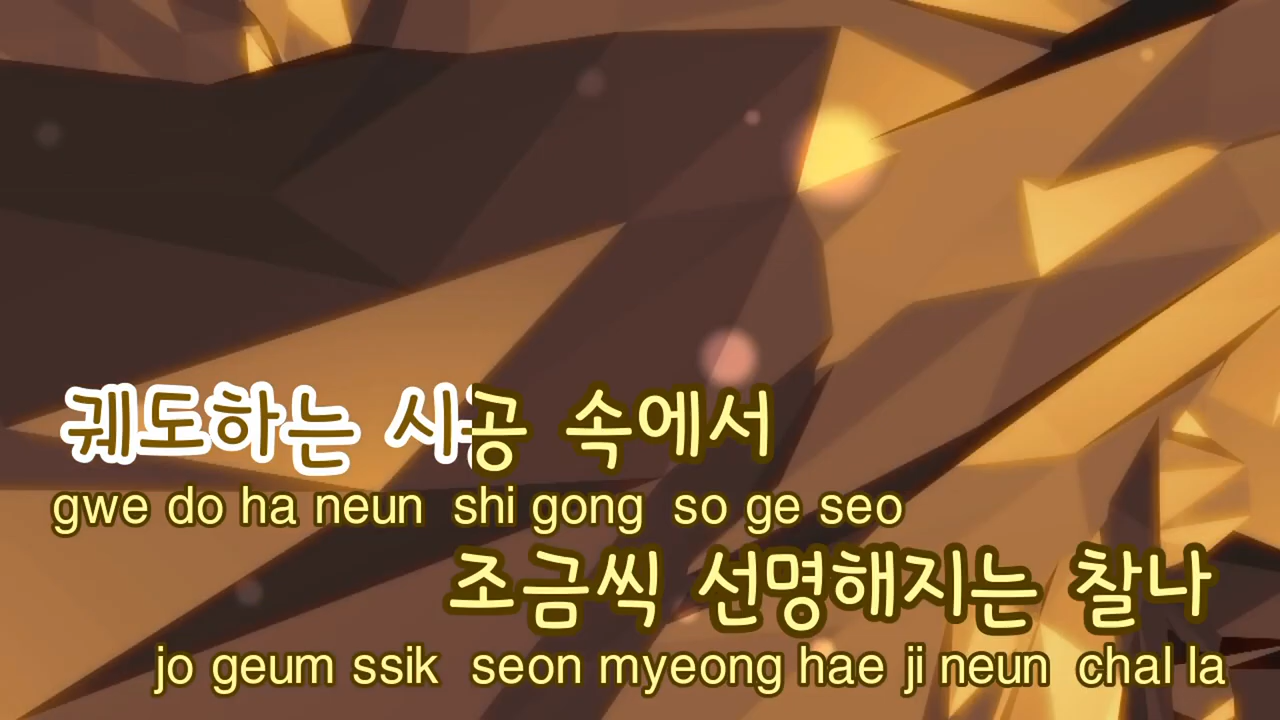 궤도하는 시공 속에서
gwe do ha neun shi gong so ge seo
조금씩 선명해지는 찰나
jo geum ssik seon myeong hae ji neun chal la